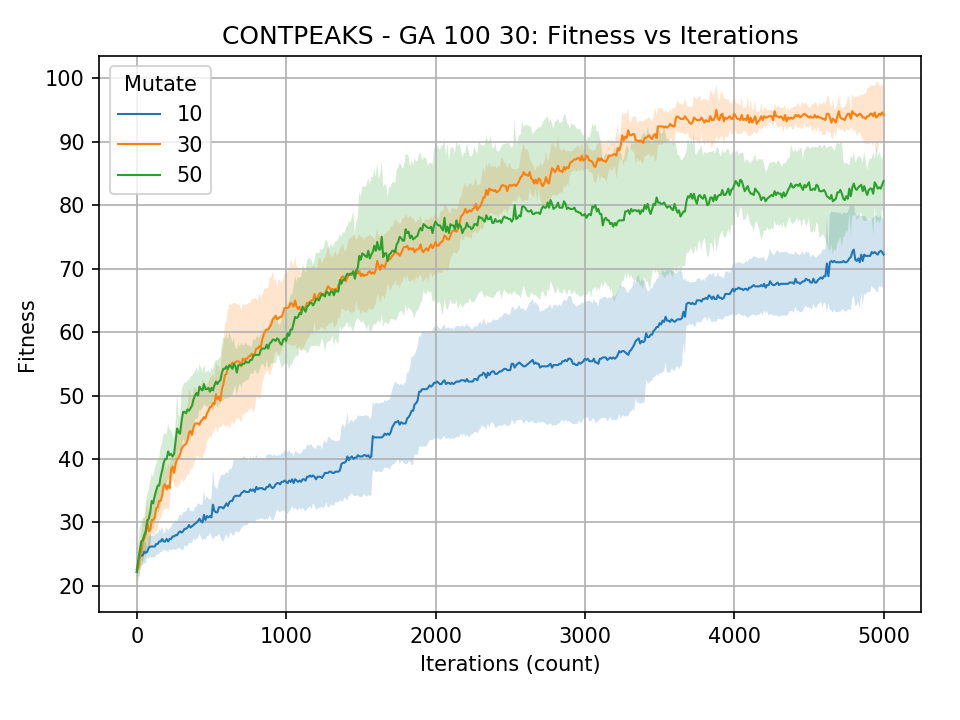 CONTPEAKS - GA 100 30: Fitness vs Iterations
Mutate
10
30
50
100
90
80
70
60
50
40
30
20
Fitness
0 1000 2000 3000 4000 5000
Iterations (count)